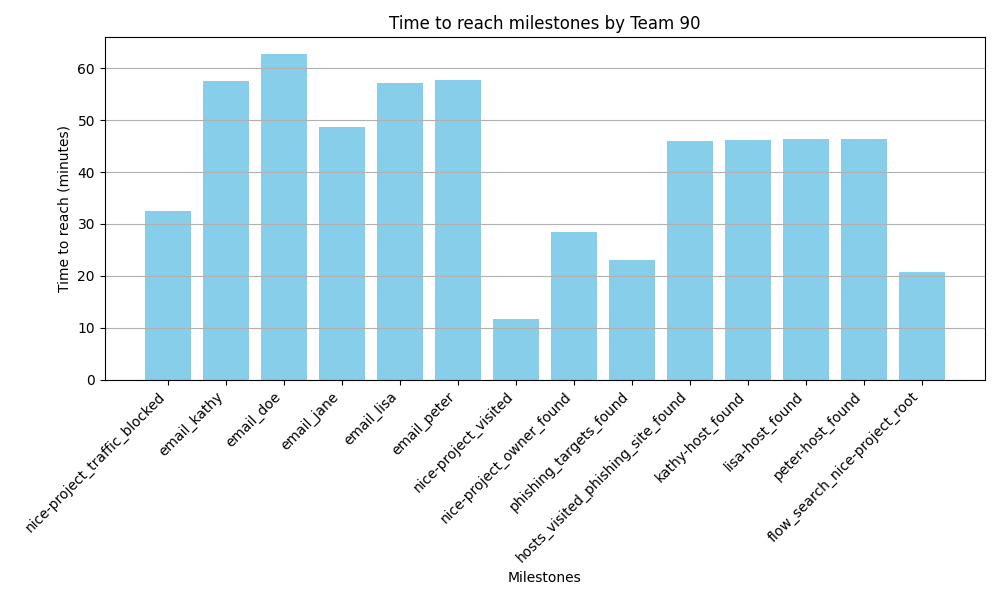 Time to reach milestones by Team 90
Time to reach (minutes)
60
50
40
30
20
10
0
nice-project_traffic_blocked
email_kathy
email_doe
email_jane
email_lisa
email_peter
nice-project_visited
nice-project_owner_found
phishing_targets_found
hosts_visited_phishing_site_found
kathy-host_found
lisa-host_found
peter-host_found
flow_search_nice-project_root
Milestones